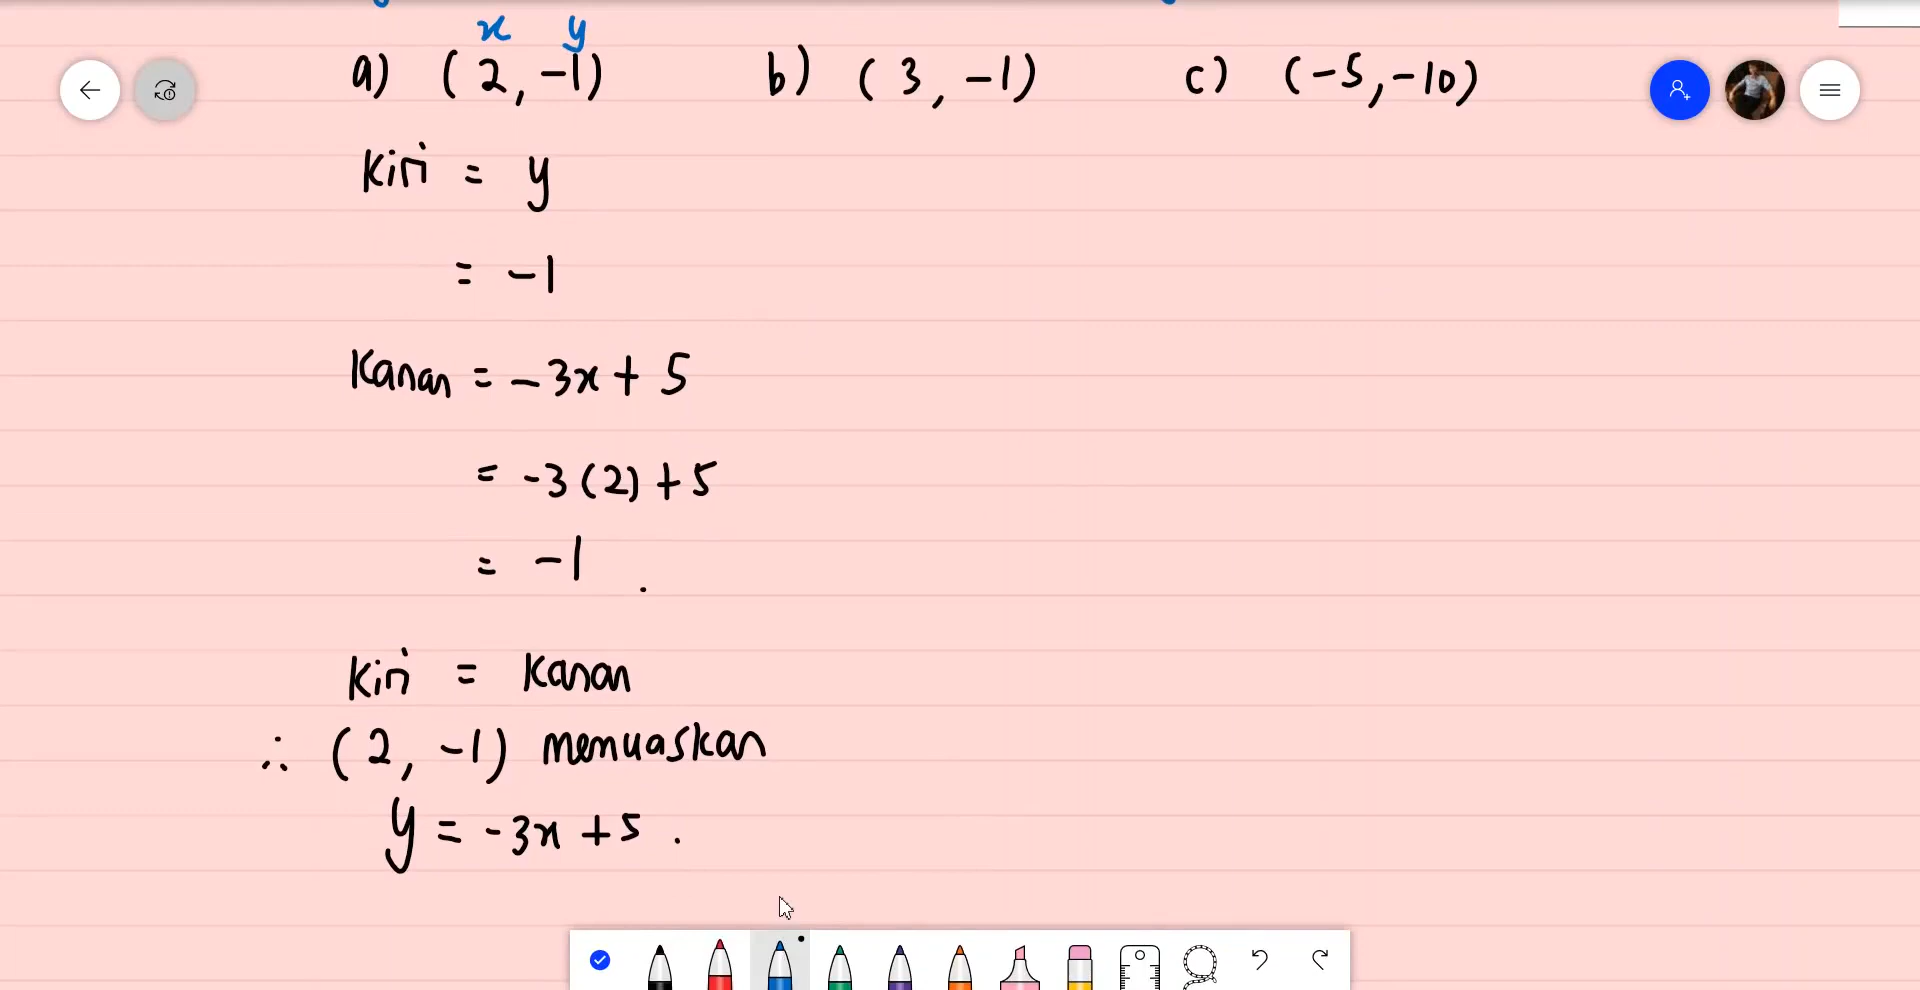 x y
a) (2, -1) b) (3, -1) c) (-5, -10)
Kiri = y
= -1
Kanan = -3x + 5
= -3(2) + 5
= -1 .
Kiri = Kanan
∴ (2, -1) memuaskan
y = -3x + 5 .